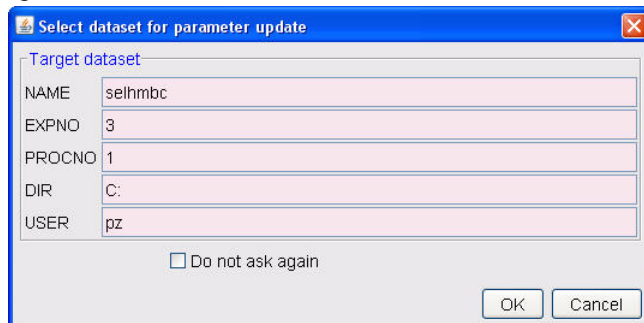 Select dataset for parameter update
Target dataset
NAME selhmbc
EXPNO 3
PROCNO 1
DIR C:
USER pz
Do not ask again
OK Cancel